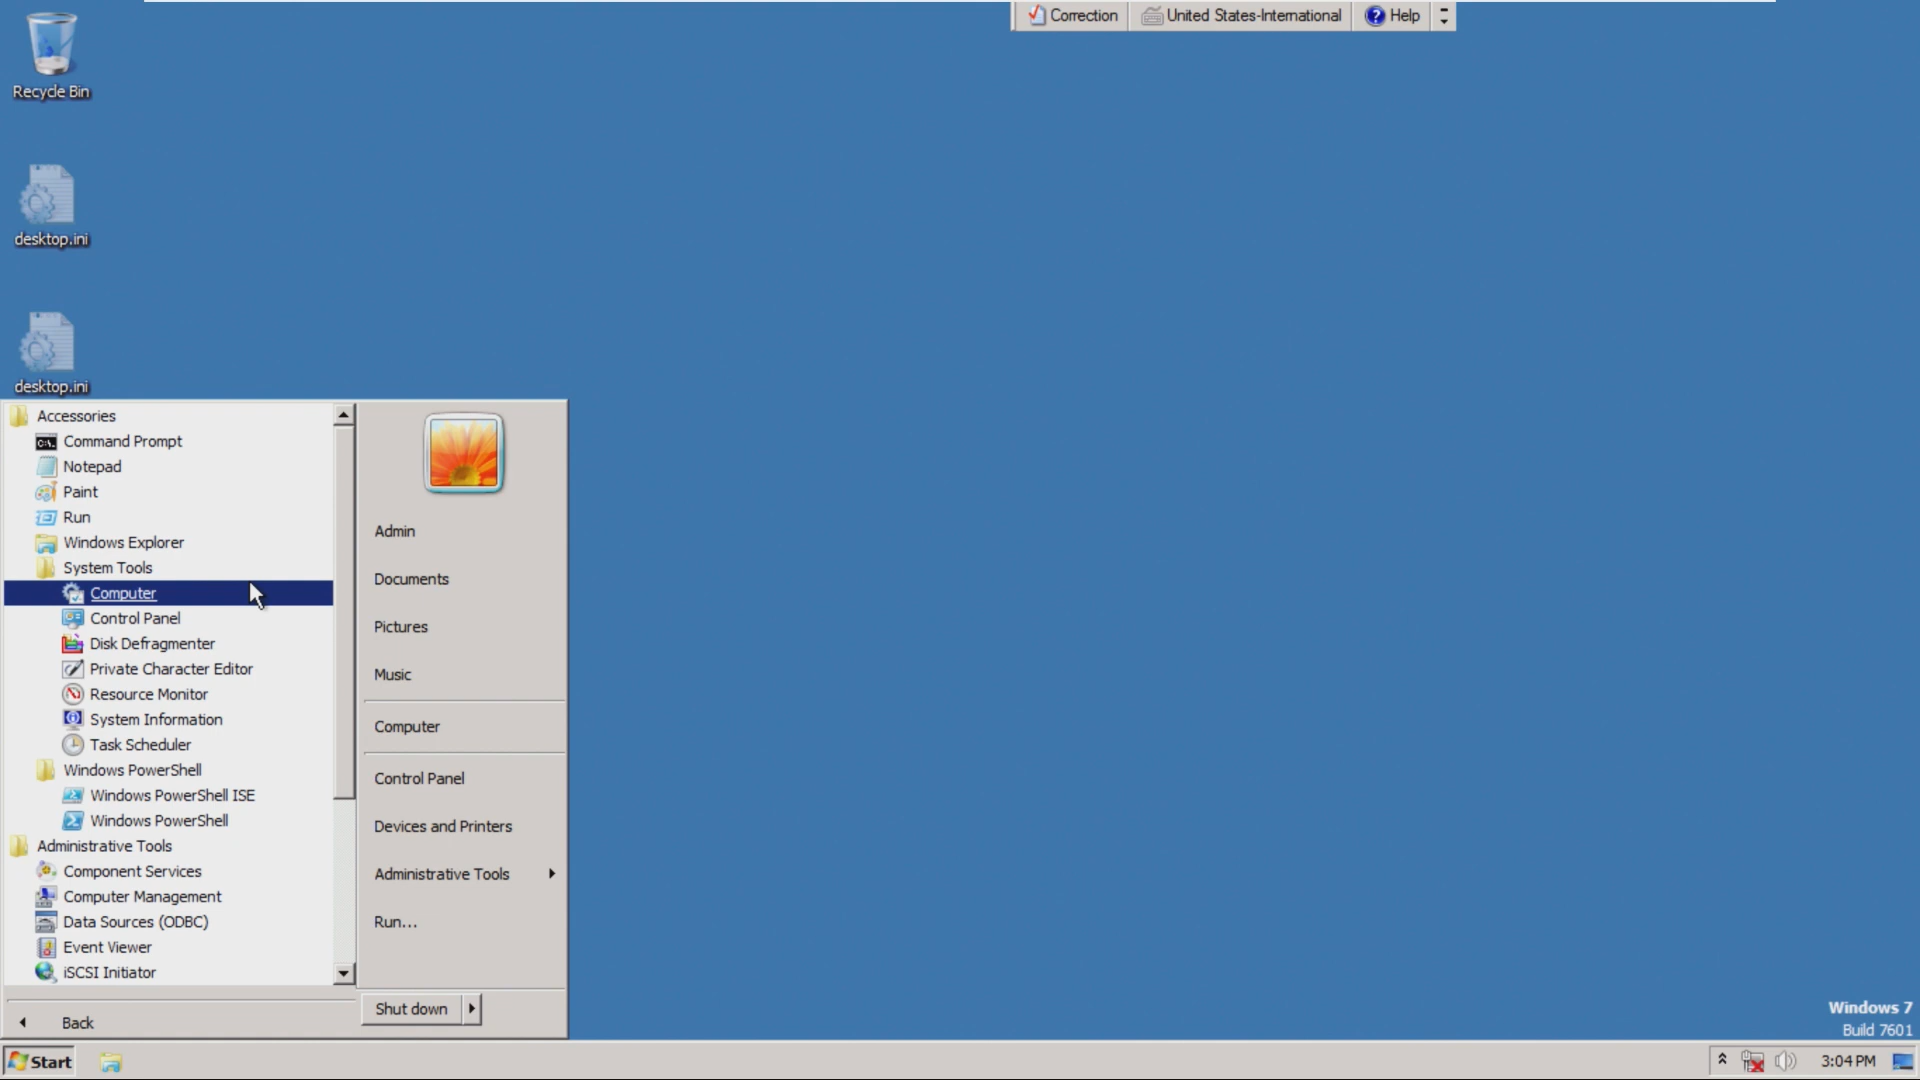 Correction
United States-International
Help
Recycle Bin
desktop.ini
desktop.ini
Accessories
Command Prompt
Notepad
Paint
Run
Windows Explorer
System Tools
Computer
Control Panel
Disk Defragmenter
Private Character Editor
Resource Monitor
System Information
Task Scheduler
Windows PowerShell
Windows PowerShell ISE
Windows PowerShell
Administrative Tools
Component Services
Computer Management
Data Sources (ODBC)
Event Viewer
iSCSI Initiator
Back
Admin
Documents
Pictures
Music
Computer
Control Panel
Devices and Printers
Administrative Tools
Run...
Shut down
Windows 7
Build 7601
Start
3:04 PM